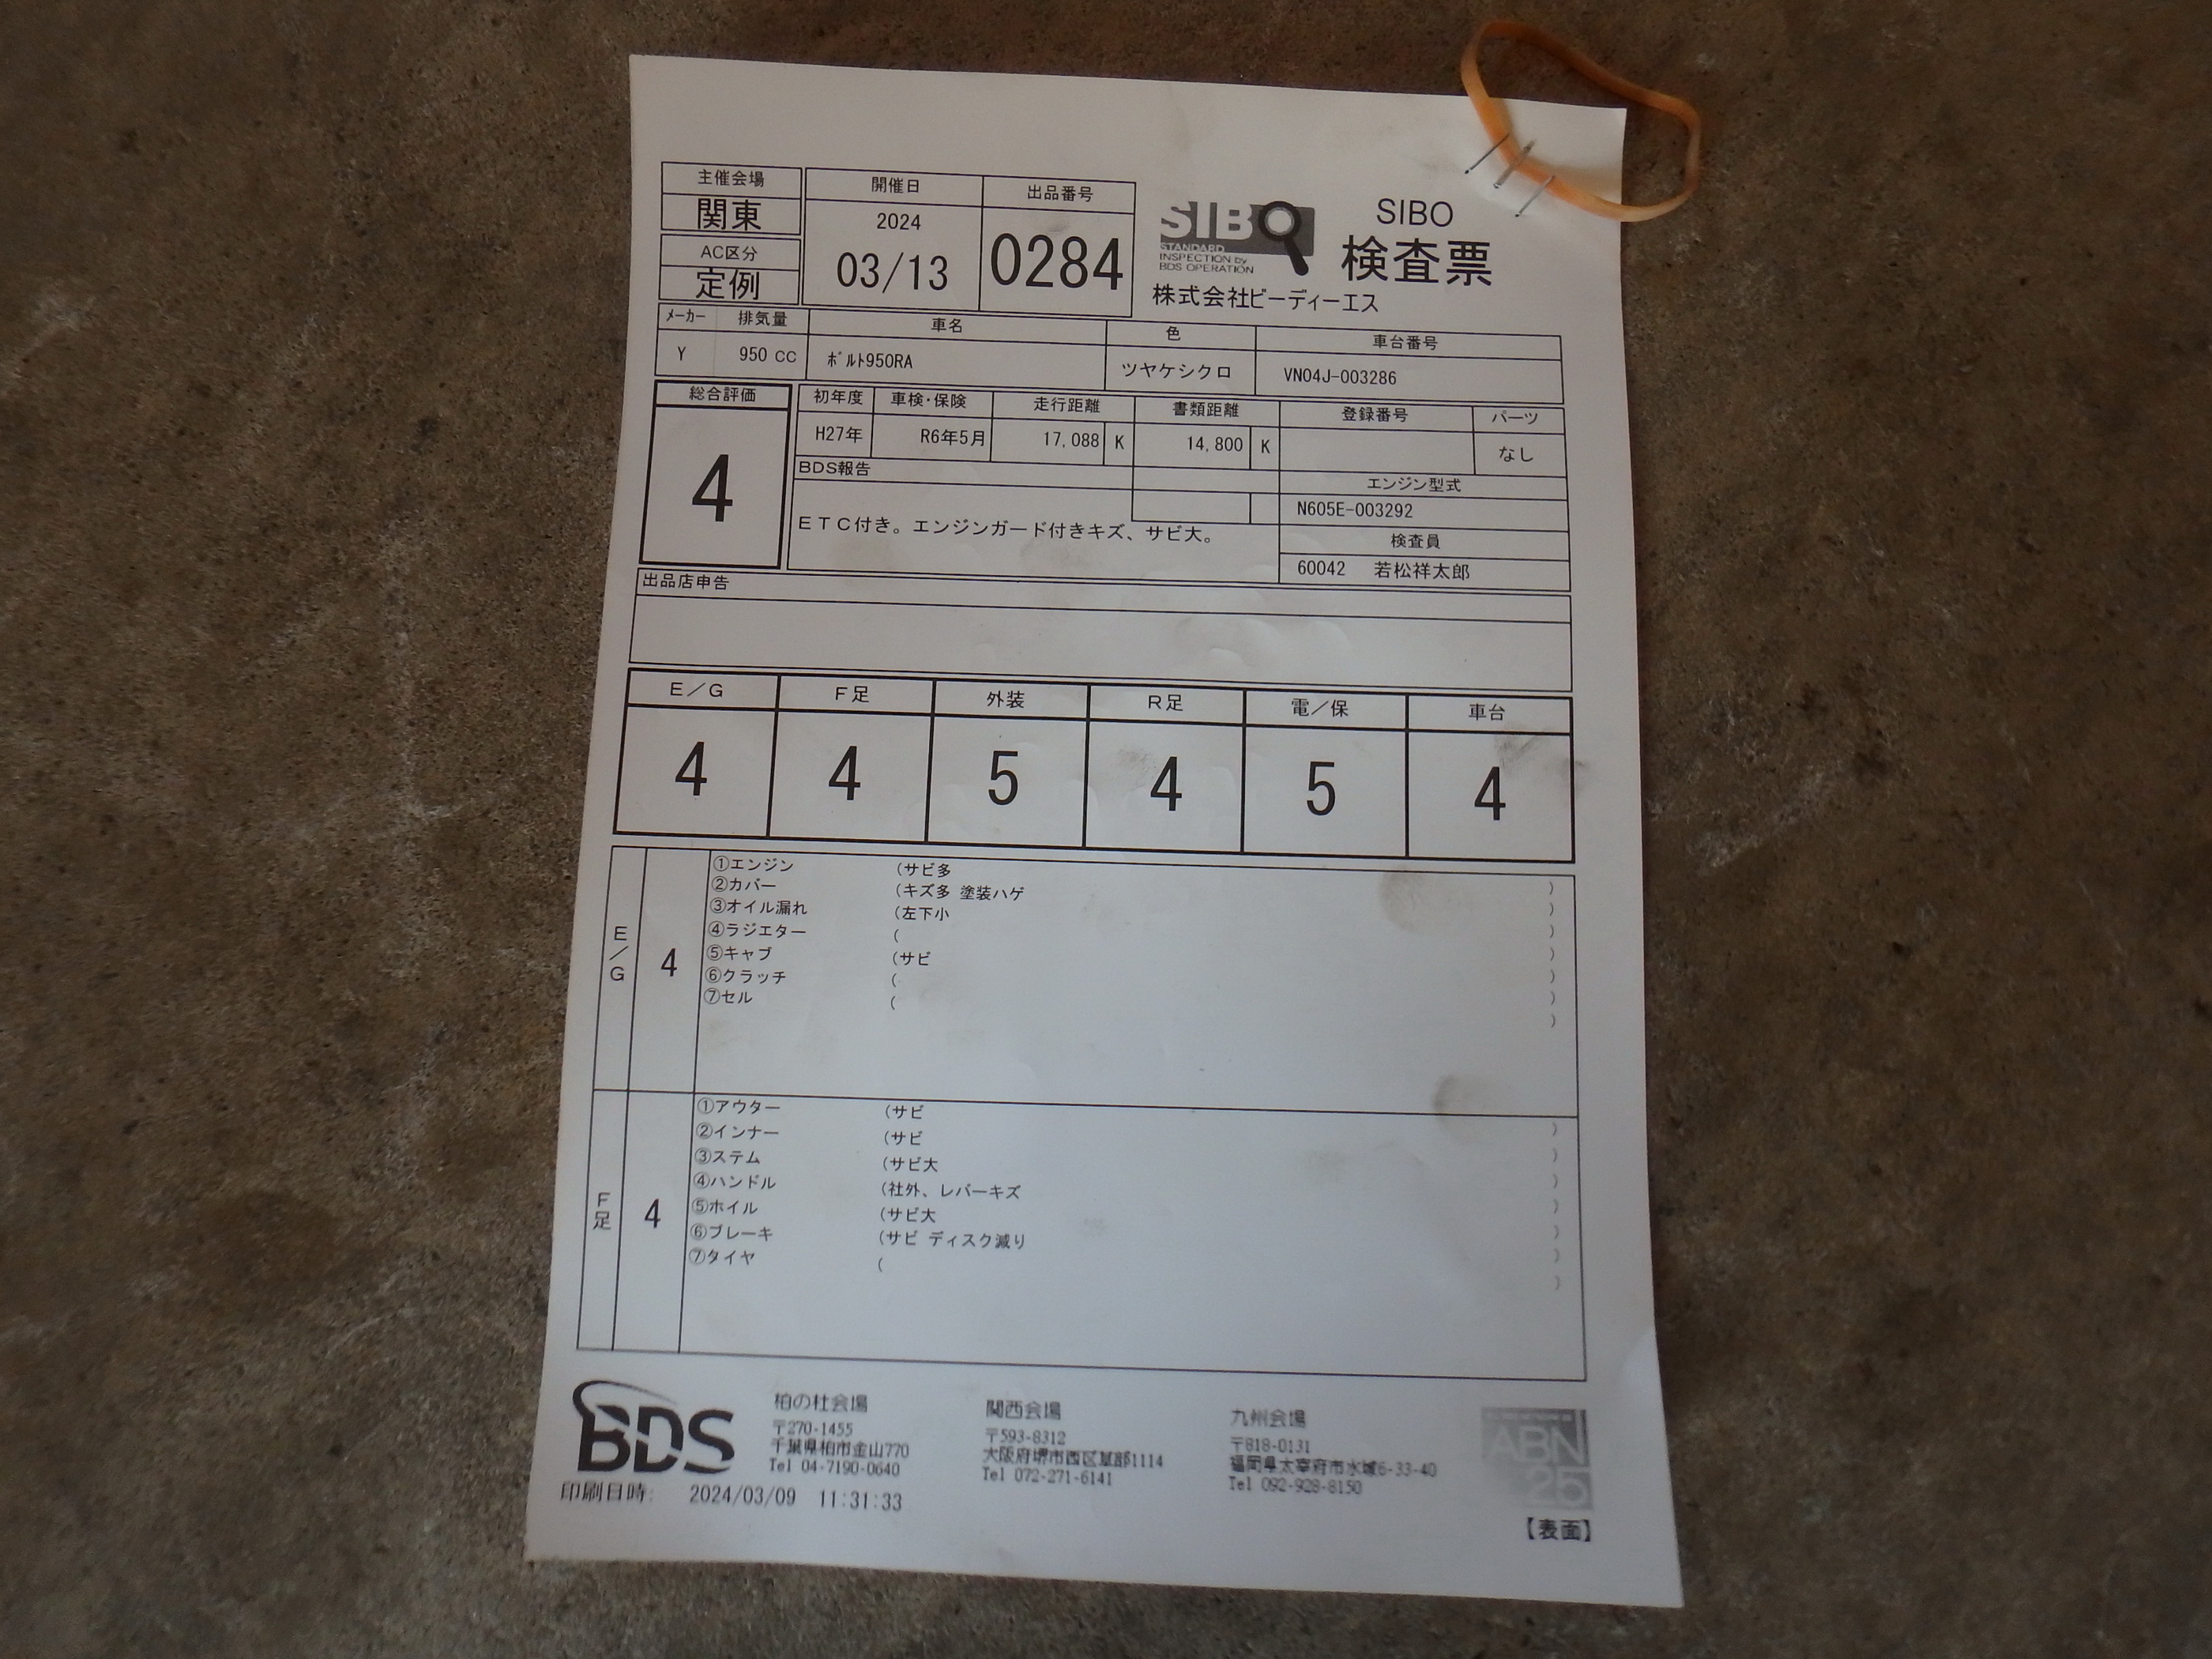 主催会場
関東
AC区分
定例
開催日
2024
03/13
出品番号
0284
SIBO
STANDARD
INSPECTION by
BDS OPERATION
SIBO
検査票
株式会社ビーディーエス
ﾒｰｶｰ 排気量 車名 色 車台番号
Y 950 CC ﾎﾞﾙﾄ950RA ツヤケシクロ VN04J-003286
総合評価
4
初年度 車検・保険 走行距離 書類距離 登録番号 パーツ
H27年 R6年5月 17,088 K 14,800 K なし
BDS報告
ETC付き。エンジンガード付きキズ、サビ大。
エンジン型式
N605E-003292
検査員
60042 若松祥太郎
出品店申告
E/G F足 外装 R足 電/保 車台
4 4 5 4 5 4
E/G
4
①エンジン (サビ多 )
②カバー (キズ多 塗装ハゲ )
③オイル漏れ (左下小 )
④ラジエター ( )
⑤キャブ (サビ )
⑥クラッチ ( )
⑦セル ( )
F足
4
①アウター (サビ )
②インナー (サビ )
③ステム (サビ大 )
④ハンドル (社外、レバーキズ )
⑤ホイル (サビ大 )
⑥ブレーキ (サビ ディスク減り )
⑦タイヤ ( )
BDS
柏の杜会場
〒270-1455
千葉県柏市金山770
Tel 04-7190-0640
関西会場
〒593-8312
大阪府堺市西区草部1114
Tel 072-271-6141
九州会場
〒818-0131
福岡県太宰府市水城6-33-40
Tel 092-928-8150
ABN
25
印刷日時: 2024/03/09 11:31:33
【表面】